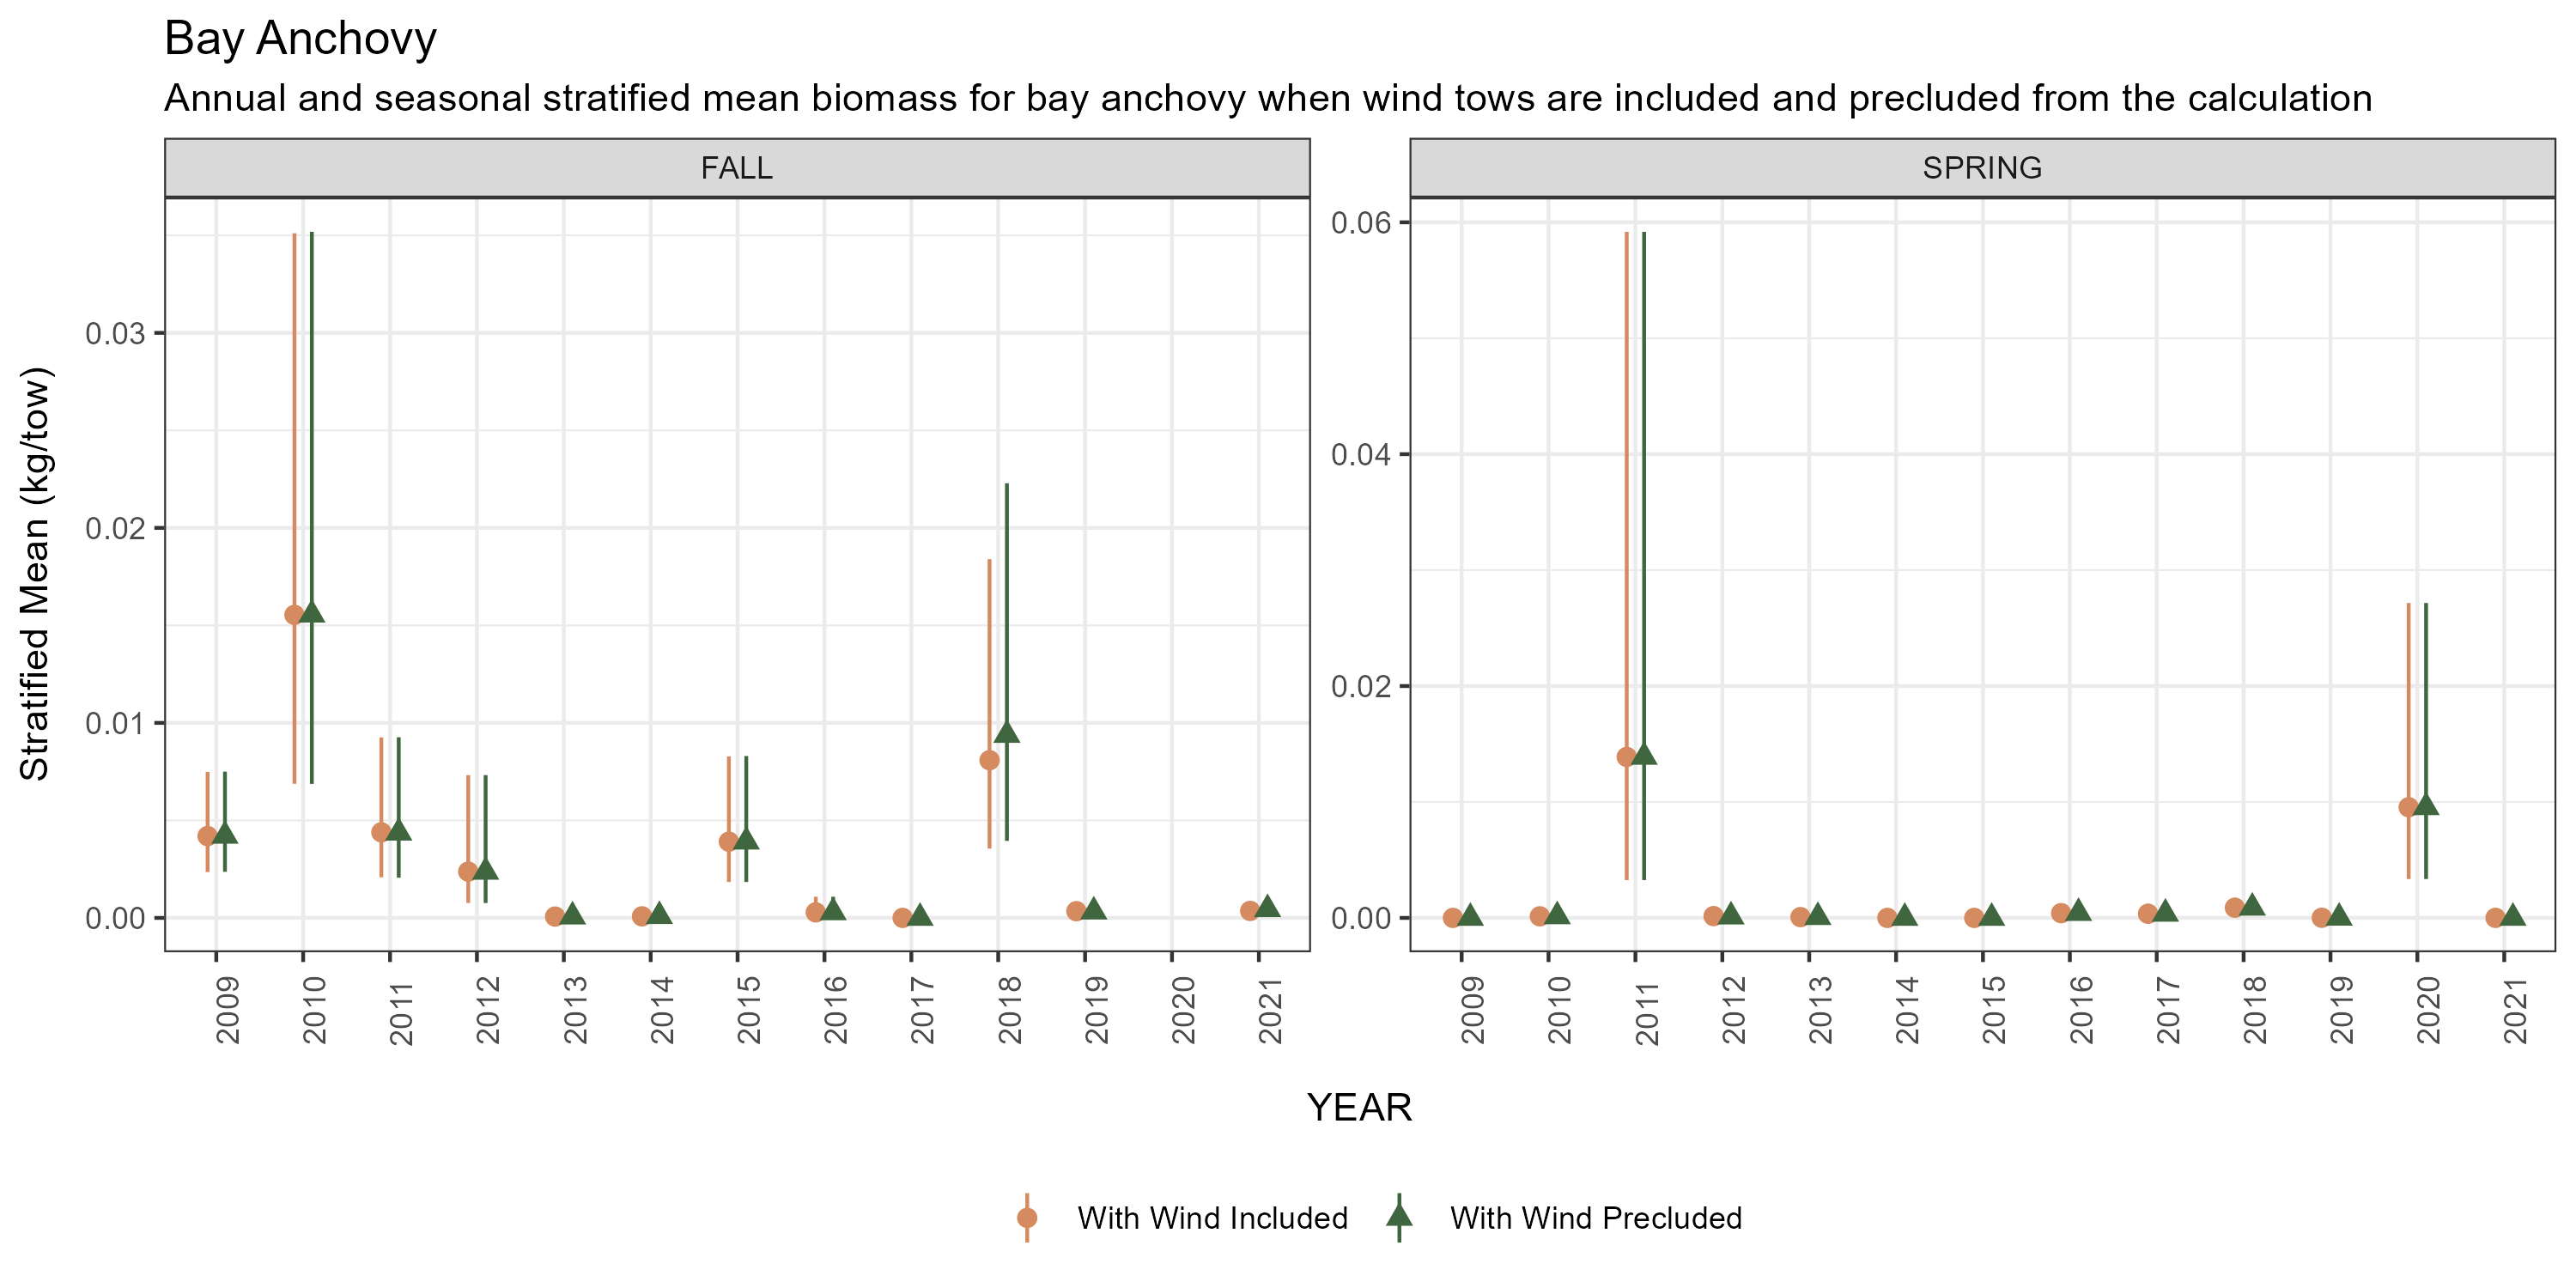 Bay Anchovy
Annual and seasonal stratified mean biomass for bay anchovy when wind tows are included and precluded from the calculation
FALL
SPRING
Stratified Mean (kg/tow)
0.03
0.02
0.01
0.00
0.06
0.04
0.02
0.00
2009 2010 2011 2012 2013 2014 2015 2016 2017 2018 2019 2020 2021
2009 2010 2011 2012 2013 2014 2015 2016 2017 2018 2019 2020 2021
YEAR
With Wind Included
With Wind Precluded